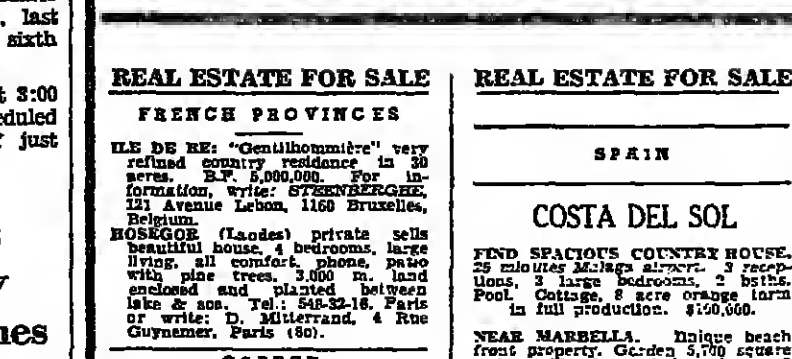 , last
sixth
t 3:00
eduled
just
nes
REAL ESTATE FOR SALE
FRENCH PROVINCES
ILE DE RE: "Gentilhommière" very
refined country residence in 30
acres. B.F. 5,000,000. For in-
formation, write: STEENBERGHE,
121 Avenue Lebon, 1160 Bruxelles,
Belgium.
HOSEGOR (Landes) private sells
beautiful house, 4 bedrooms, large
living, all comfort, phone, patio
with pine trees, 3,000 m. land
enclosed and planted between
lake & sea. Tel.: 548-32-16, Paris
or write: D. Mitterrand, 4 Rue
Guynemer, Paris (6o).
REAL ESTATE FOR SALE
SPAIN
COSTA DEL SOL
FIND SPACIOUS COUNTRY HOUSE,
25 minutes Malaga airport. 3 recep-
tions, 3 large bedrooms, 2 baths.
Pool. Cottage, 8 acre orange farm
in full production.
NEAR MARBELLA. Unique beach
front property. Garden square